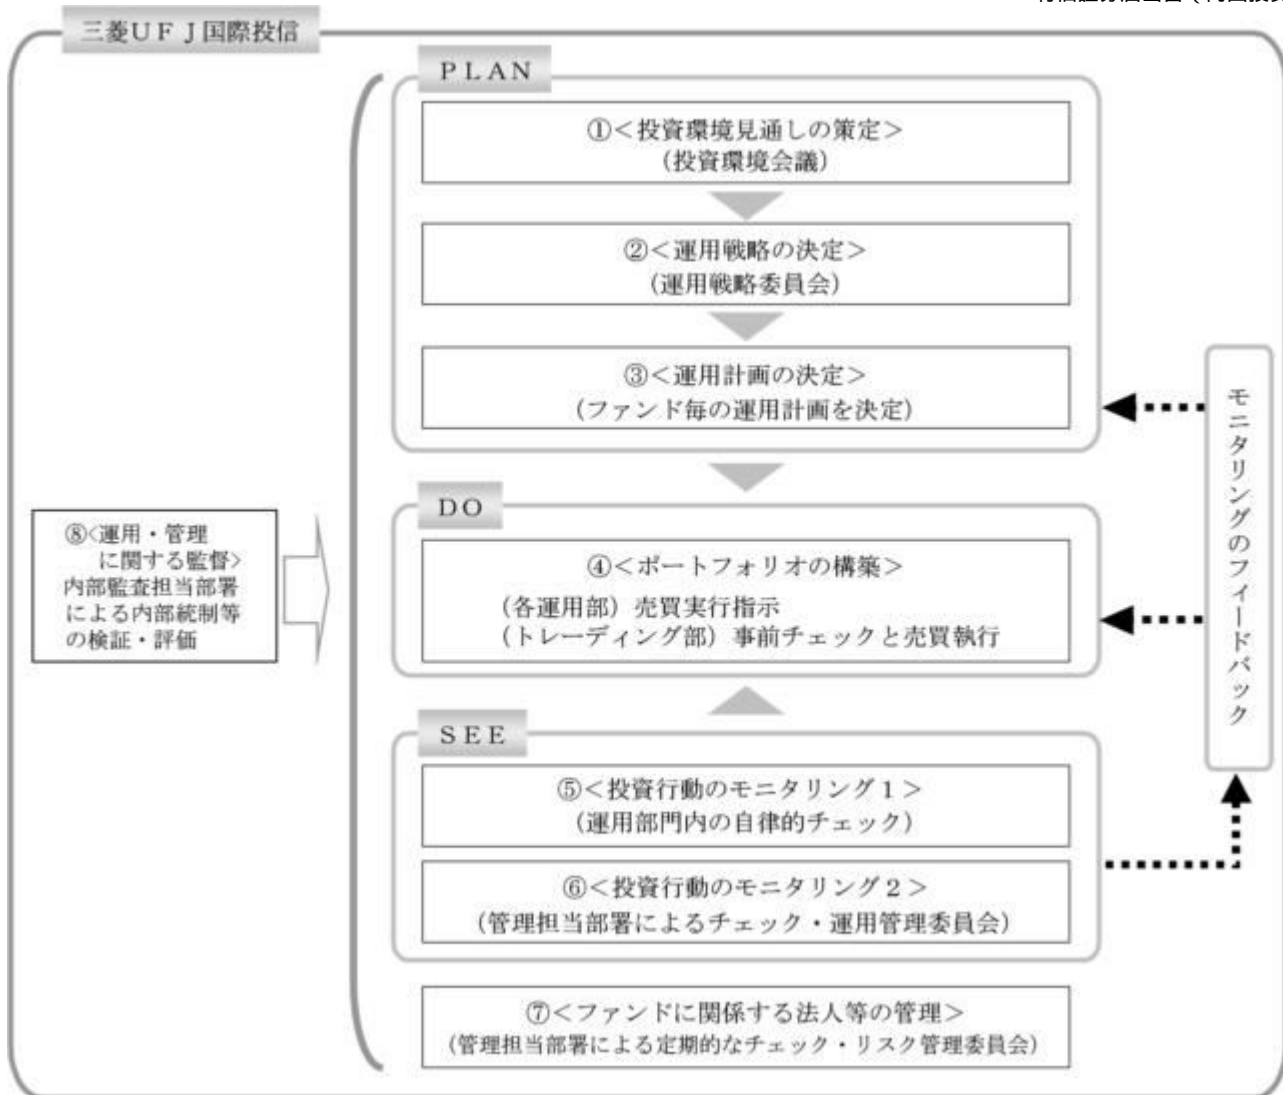 三菱ＵＦＪ国際投信
ＰＬＡＮ
①＜投資環境見通しの策定＞
（投資環境会議）
②＜運用戦略の決定＞
（運用戦略委員会）
③＜運用計画の決定＞
（ファンド毎の運用計画を決定）
ＤＯ
④＜ポートフォリオの構築＞
（各運用部）売買実行指示
（トレーディング部）事前チェックと売買執行
ＳＥＥ
⑤＜投資行動のモニタリング１＞
（運用部門内の自律的チェック）
⑥＜投資行動のモニタリング２＞
（管理担当部署によるチェック・運用管理委員会）
⑦＜ファンドに関係する法人等の管理＞
（管理担当部署による定期的なチェック・リスク管理委員会）
⑧<運用・管理
に関する監督>
内部監査担当部署
による内部統制等
の検証・評価
モニタリングのフィードバック